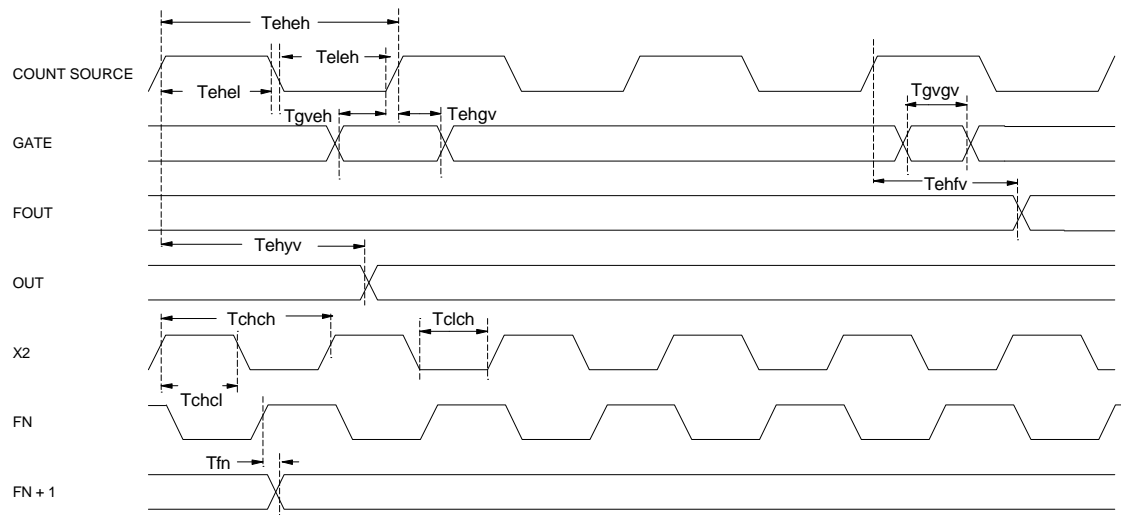 Teheh
COUNT SOURCE
Teleh
Tehel
Tgveh
Tehgv
Tgvgv
GATE
Tehfv
FOUT
Tehyv
OUT
Tchch
Tclch
X2
Tchcl
FN
Tfn
FN + 1